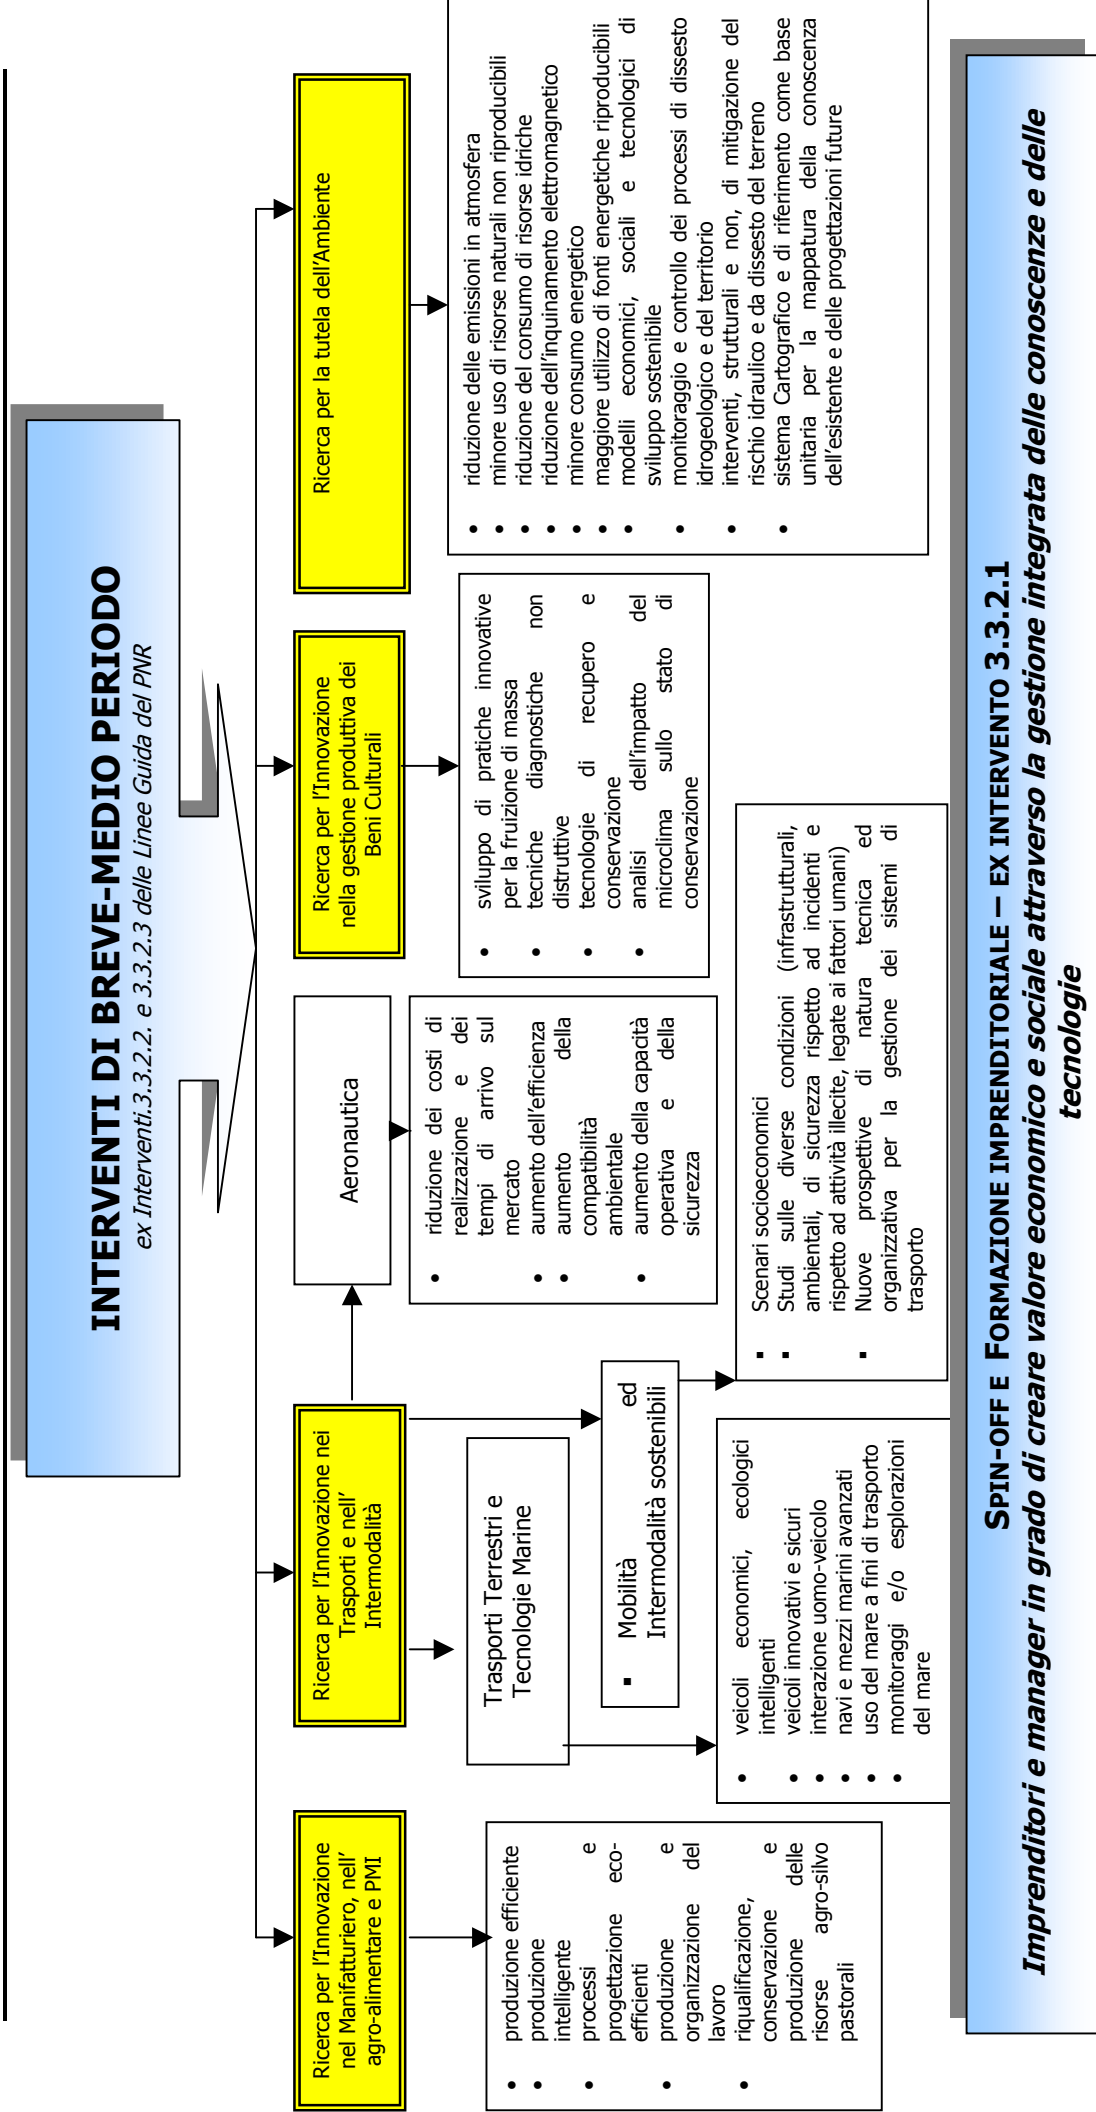 INTERVENTI DI BREVE-MEDIO PERIODO
ex Interventi.3.3.2.2. e 3.3.2.3 delle Linee Guida del PNR
Ricerca per l'Innovazione
nel Manifatturiero, nell'
agro-alimentare e PMI
• produzione efficiente
• produzione
intelligente
• processi e
progettazione eco-
efficienti
• produzione e
organizzazione del
lavoro
• riqualificazione,
conservazione e
produzione delle
risorse agro-silvo
pastorali
Ricerca per l'Innovazione nei
Trasporti e nell'
Intermodalità
Trasporti Terrestri e
Tecnologie Marine
▪ Mobilità ed
Intermodalità sostenibili
• veicoli economici, ecologici
intelligenti
• veicoli innovativi e sicuri
• interazione uomo-veicolo
• navi e mezzi marini avanzati
• uso del mare a fini di trasporto
• monitoraggi e/o esplorazioni
del mare
Aeronautica
• riduzione dei costi di
realizzazione e dei
tempi di arrivo sul
mercato
• aumento dell'efficienza
• aumento della
compatibilità
ambientale
• aumento della capacità
operativa e della
sicurezza
▪ Scenari socioeconomici
▪ Studi sulle diverse condizioni (infrastrutturali,
ambientali, di sicurezza rispetto ad incidenti e
rispetto ad attività illecite, legate ai fattori umani)
▪ Nuove prospettive di natura tecnica ed
organizzativa per la gestione dei sistemi di
trasporto
Ricerca per l'Innovazione
nella gestione produttiva dei
Beni Culturali
• sviluppo di pratiche innovative
per la fruizione di massa
• tecniche diagnostiche non
distruttive
• tecnologie di recupero e
conservazione
• analisi dell'impatto del
microclima sullo stato di
conservazione
Ricerca per la tutela dell'Ambiente
• riduzione delle emissioni in atmosfera
• minore uso di risorse naturali non riproducibili
• riduzione del consumo di risorse idriche
• riduzione dell'inquinamento elettromagnetico
• minore consumo energetico
• maggiore utilizzo di fonti energetiche riproducibili
• modelli economici, sociali e tecnologici di
sviluppo sostenibile
• monitoraggio e controllo dei processi di dissesto
idrogeologico e del territorio
• interventi, strutturali e non, di mitigazione del
rischio idraulico e da dissesto del terreno
• sistema Cartografico e di riferimento come base
unitaria per la mappatura della conoscenza
dell'esistente e delle progettazioni future
SPIN-OFF E FORMAZIONE IMPRENDITORIALE – EX INTERVENTO 3.3.2.1
Imprenditori e manager in grado di creare valore economico e sociale attraverso la gestione integrata delle conoscenze e delle
tecnologie